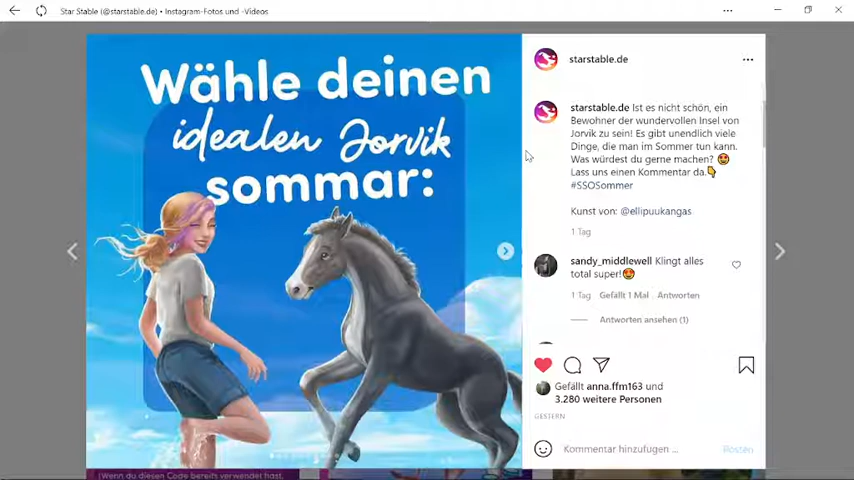 Star Stable (@starstable.de) • Instagram-Fotos und -Videos
Wähle deinen
idealen Jorvik
sommar:
starstable.de
starstable.de Ist es nicht schön, ein
Bewohner der wundervollen Insel von
Jorvik zu sein! Es gibt unendlich viele
Dinge, die man im Sommer tun kann.
Was würdest du gerne machen? 😍
Lass uns einen Kommentar da.👇
#SSOSommer
Kunst von: @ellipuukangas
1 Tag
sandy_middlewell Klingt alles
total super!😍
1 Tag Gefällt 1 Mal Antworten
Antworten ansehen (1)
Gefällt anna.ffm163 und
3.280 weitere Personen
GESTERN
Kommentar hinzufügen ...
Posten
(Wenn du diesen Code bereits verwendet hast,